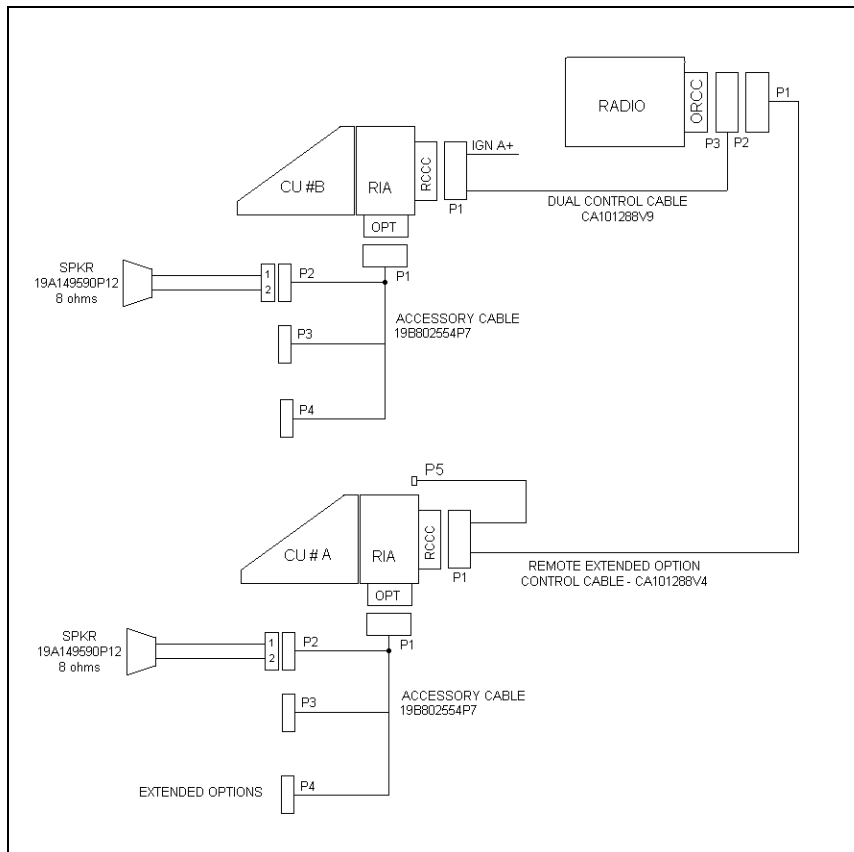 RADIO
ORCC
P1
P3
P2
IGN A+
CU #B
RIA
RCCC
P1
DUAL CONTROL CABLE
CA101288V9
OPT
SPKR
19A149590P12
8 ohms
1
2
P2
P1
ACCESSORY CABLE
19B802554P7
P3
P4
P5
CU # A
RIA
RCCC
P1
REMOTE EXTENDED OPTION
CONTROL CABLE - CA101288V4
OPT
SPKR
19A149590P12
8 ohms
1
2
P2
P1
ACCESSORY CABLE
19B802554P7
P3
EXTENDED OPTIONS
P4